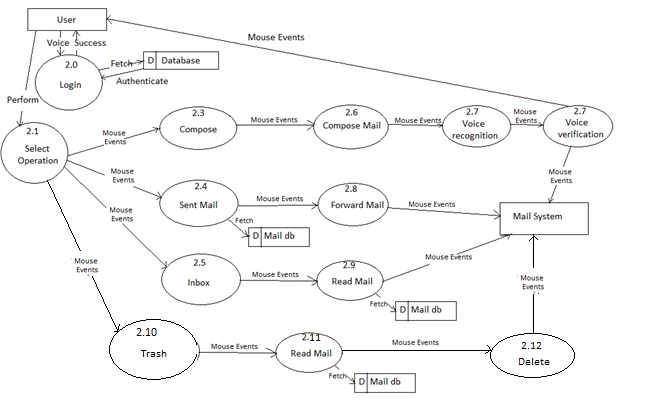 User
Mouse Events
Voice Success
2.0
Login
Fetch
D Database
Authenticate
Perform
2.1
Select
Operation
Mouse
Events
2.3
Compose
Mouse Events
2.6
Compose Mail
Mouse Events
2.7
Voice
recognition
Mouse
Events
2.7
Voice
verification
Mouse
Events
Mouse
Events
2.4
Sent Mail
Mouse Events
2.8
Forward Mail
Mouse Events
Mail System
Fetch
D Mail db
Mouse
Events
2.5
Inbox
Mouse Events
2.9
Read Mail
Mouse Events
Fetch
D Mail db
Mouse
Events
Mouse
Events
2.10
Trash
Mouse Events
2.11
Read Mail
Mouse Events
2.12
Delete
Fetch
D Mail db